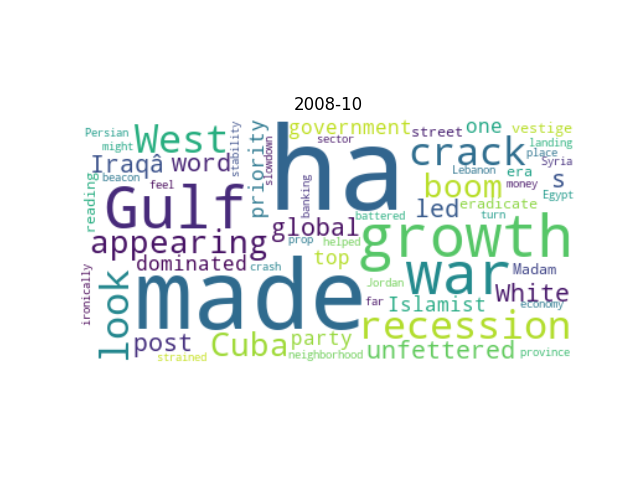 2008-10
Persian
might
West
stability
slowdown
priority
government
sector
street
one
vestige
landing
place
Iraqâ
word
ha
crack
Syria
beacon
feel
banking
boom
Lebanon
era
money
s
Egypt
reading
Gulf
led
eradicate
battered
turn
appearing
global
growth
prop
helped
dominated
crash
top
war
Madam
ironically
look
made
Jordan
far
Islamist
White
economy
post
Cuba
party
recession
strained
neighborhood
unfettered
province